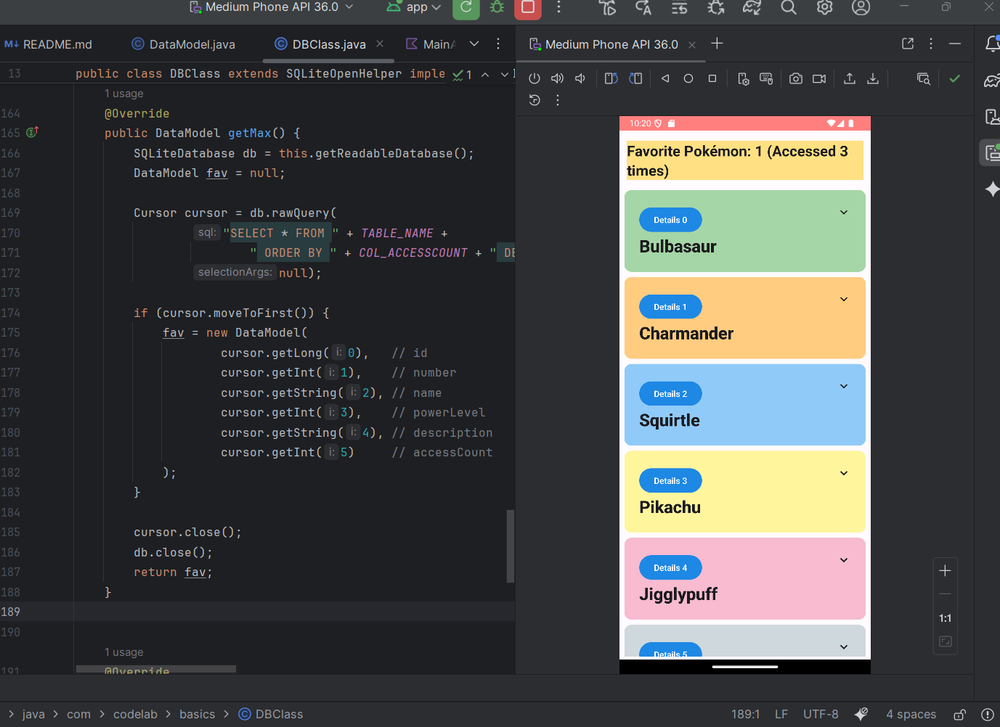 Medium Phone API 36.0
app
README.md
DataModel.java
DBClass.java
MainA
Medium Phone API 36.0
13 public class DBClass extends SQLiteOpenHelper imple
1
1 usage
164 @Override
165 public DataModel getMax() {
166 SQLiteDatabase db = this.getReadableDatabase();
167 DataModel fav = null;
168
169 Cursor cursor = db.rawQuery(
170 sql: "SELECT * FROM " + TABLE_NAME +
171 " ORDER BY " + COL_ACCESSCOUNT + " DE
172 selectionArgs: null);
173
174 if (cursor.moveToFirst()) {
175 fav = new DataModel(
176 cursor.getLong( i: 0), // id
177 cursor.getInt( i: 1), // number
178 cursor.getString( i: 2), // name
179 cursor.getInt( i: 3), // powerLevel
180 cursor.getString( i: 4), // description
181 cursor.getInt( i: 5) // accessCount
182 );
183 }
184
185 cursor.close();
186 db.close();
187 return fav;
188 }
189
190
1 usage
191 @Override
10:20
Favorite Pokémon: 1 (Accessed 3
times)
Details 0
Bulbasaur
Details 1
Charmander
Details 2
Squirtle
Details 3
Pikachu
Details 4
Jigglypuff
Details 5
1:1
java
com
codelab
basics
DBClass
189:1
LF
UTF-8
4 spaces